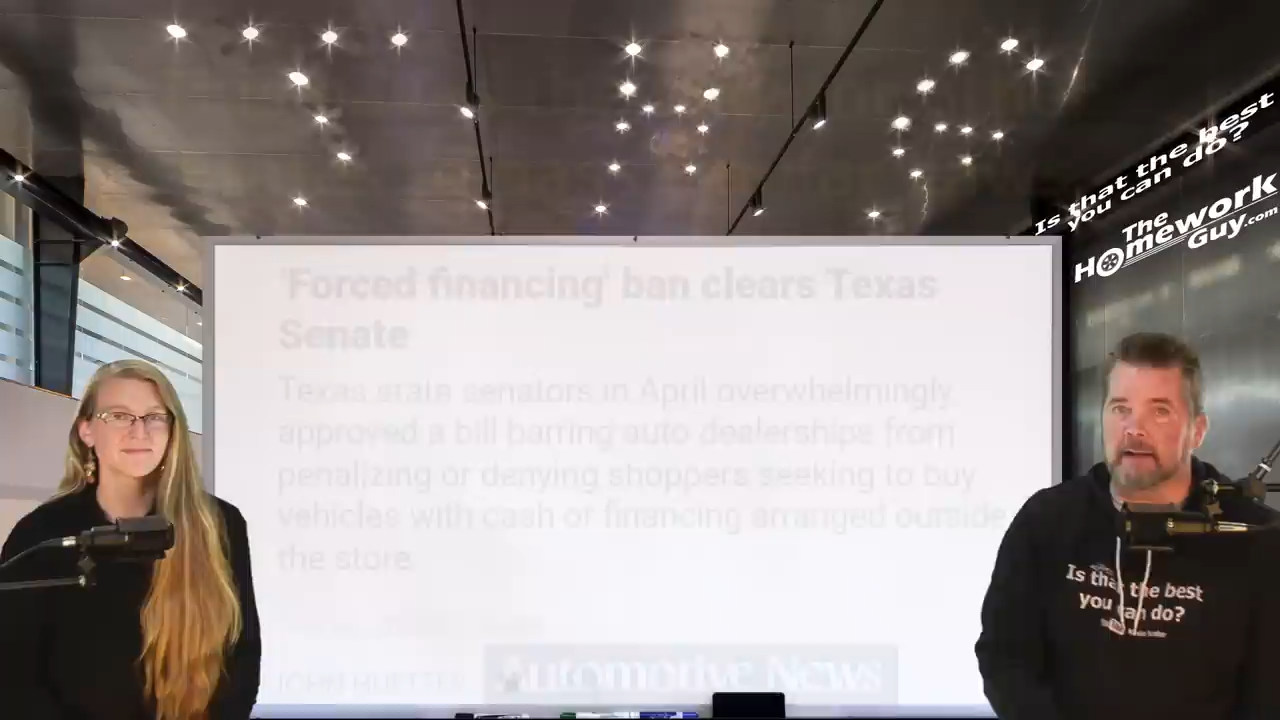 Is that the best
you can do?
The
Homework
Guy.com
'Forced financing' ban clears Texas
Senate
Texas state senators in April overwhelmingly
approved a bill barring auto dealerships from
penalizing or denying shoppers seeking to buy
vehicles with cash or financing arranged outside
the store
JOHN HUETTER
Automotive News
Is that the best
you can do?